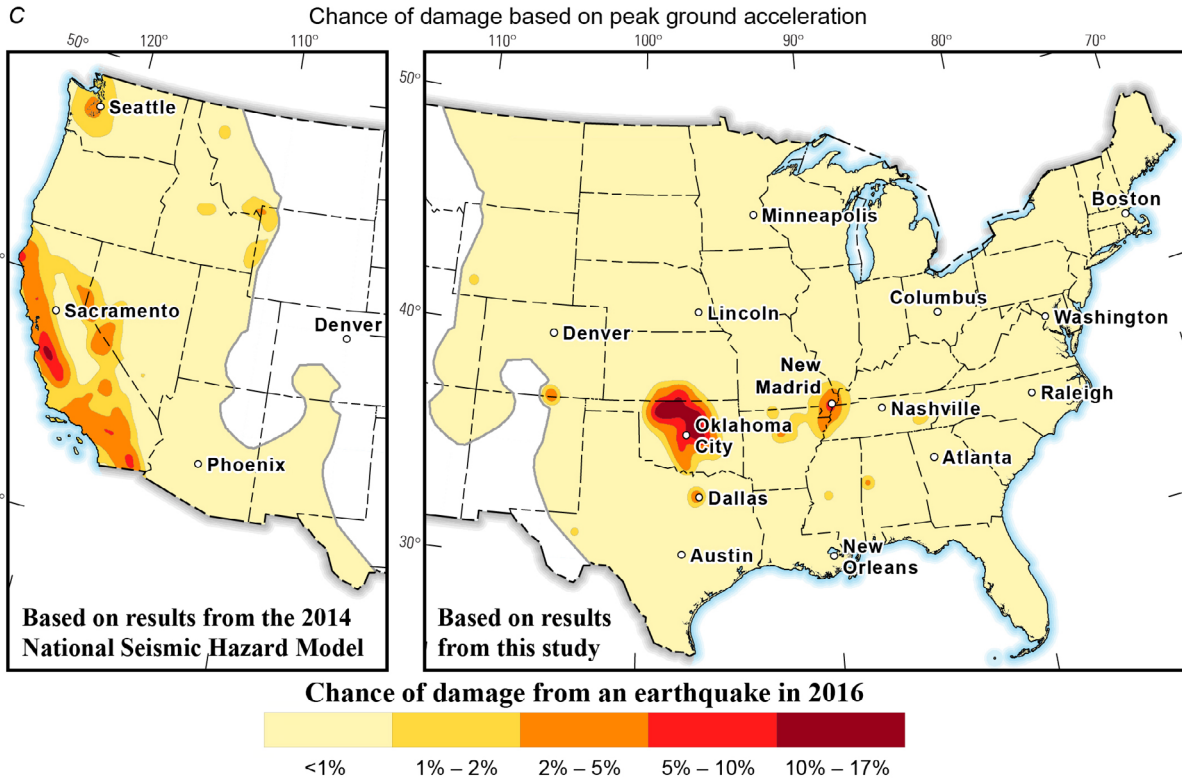 C
Chance of damage based on peak ground acceleration
50° 120° 110°
110° 100° 90° 80° 70°
50°
Seattle
Boston
Minneapolis
Columbus
Sacramento
40°
Lincoln
Washington
Denver
Denver
New
Madrid
Raleigh
Nashville
Oklahoma
City
Phoenix
Atlanta
Dallas
30°
New
Orleans
Austin
Based on results from the 2014
National Seismic Hazard Model
Based on results
from this study
Chance of damage from an earthquake in 2016
<1% 1% – 2% 2% – 5% 5% – 10% 10% – 17%